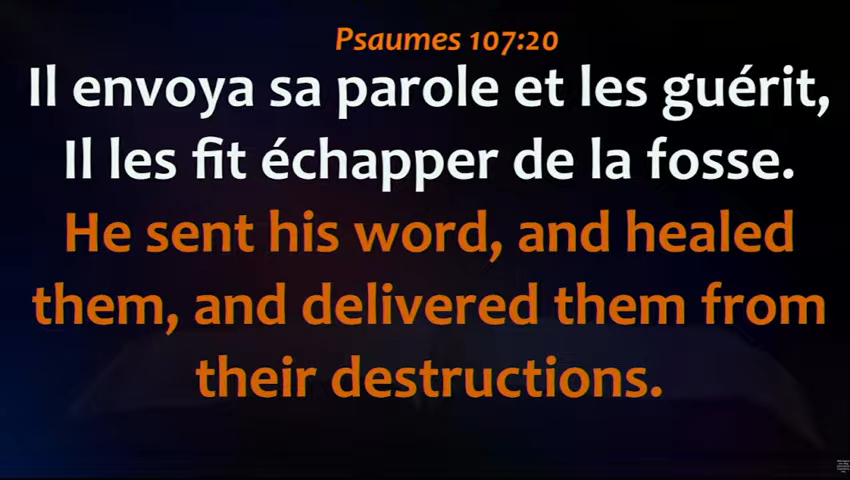 Psaumes 107:20
Il envoya sa parole et les guérit,
Il les fit échapper de la fosse.
He sent his word, and healed
them, and delivered them from
their destructions.